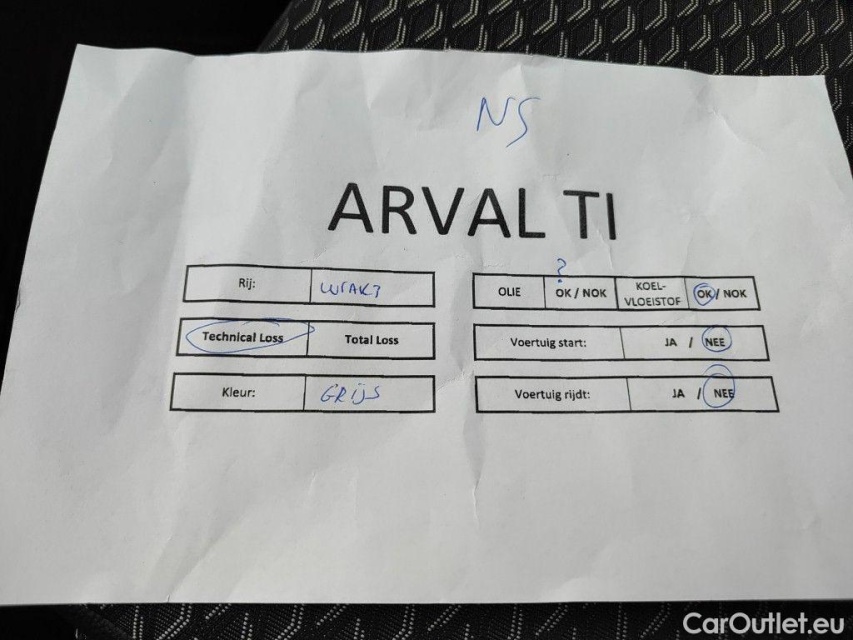 NS
ARVAL TI
Rij: WRAK7
Technical Loss Total Loss
Kleur: GRIJS
?
OLIE OK / NOK KOEL-VLOEISTOF OK / NOK
Voertuig start: JA / NEE
Voertuig rijdt: JA / NEE
CarOutlet.eu